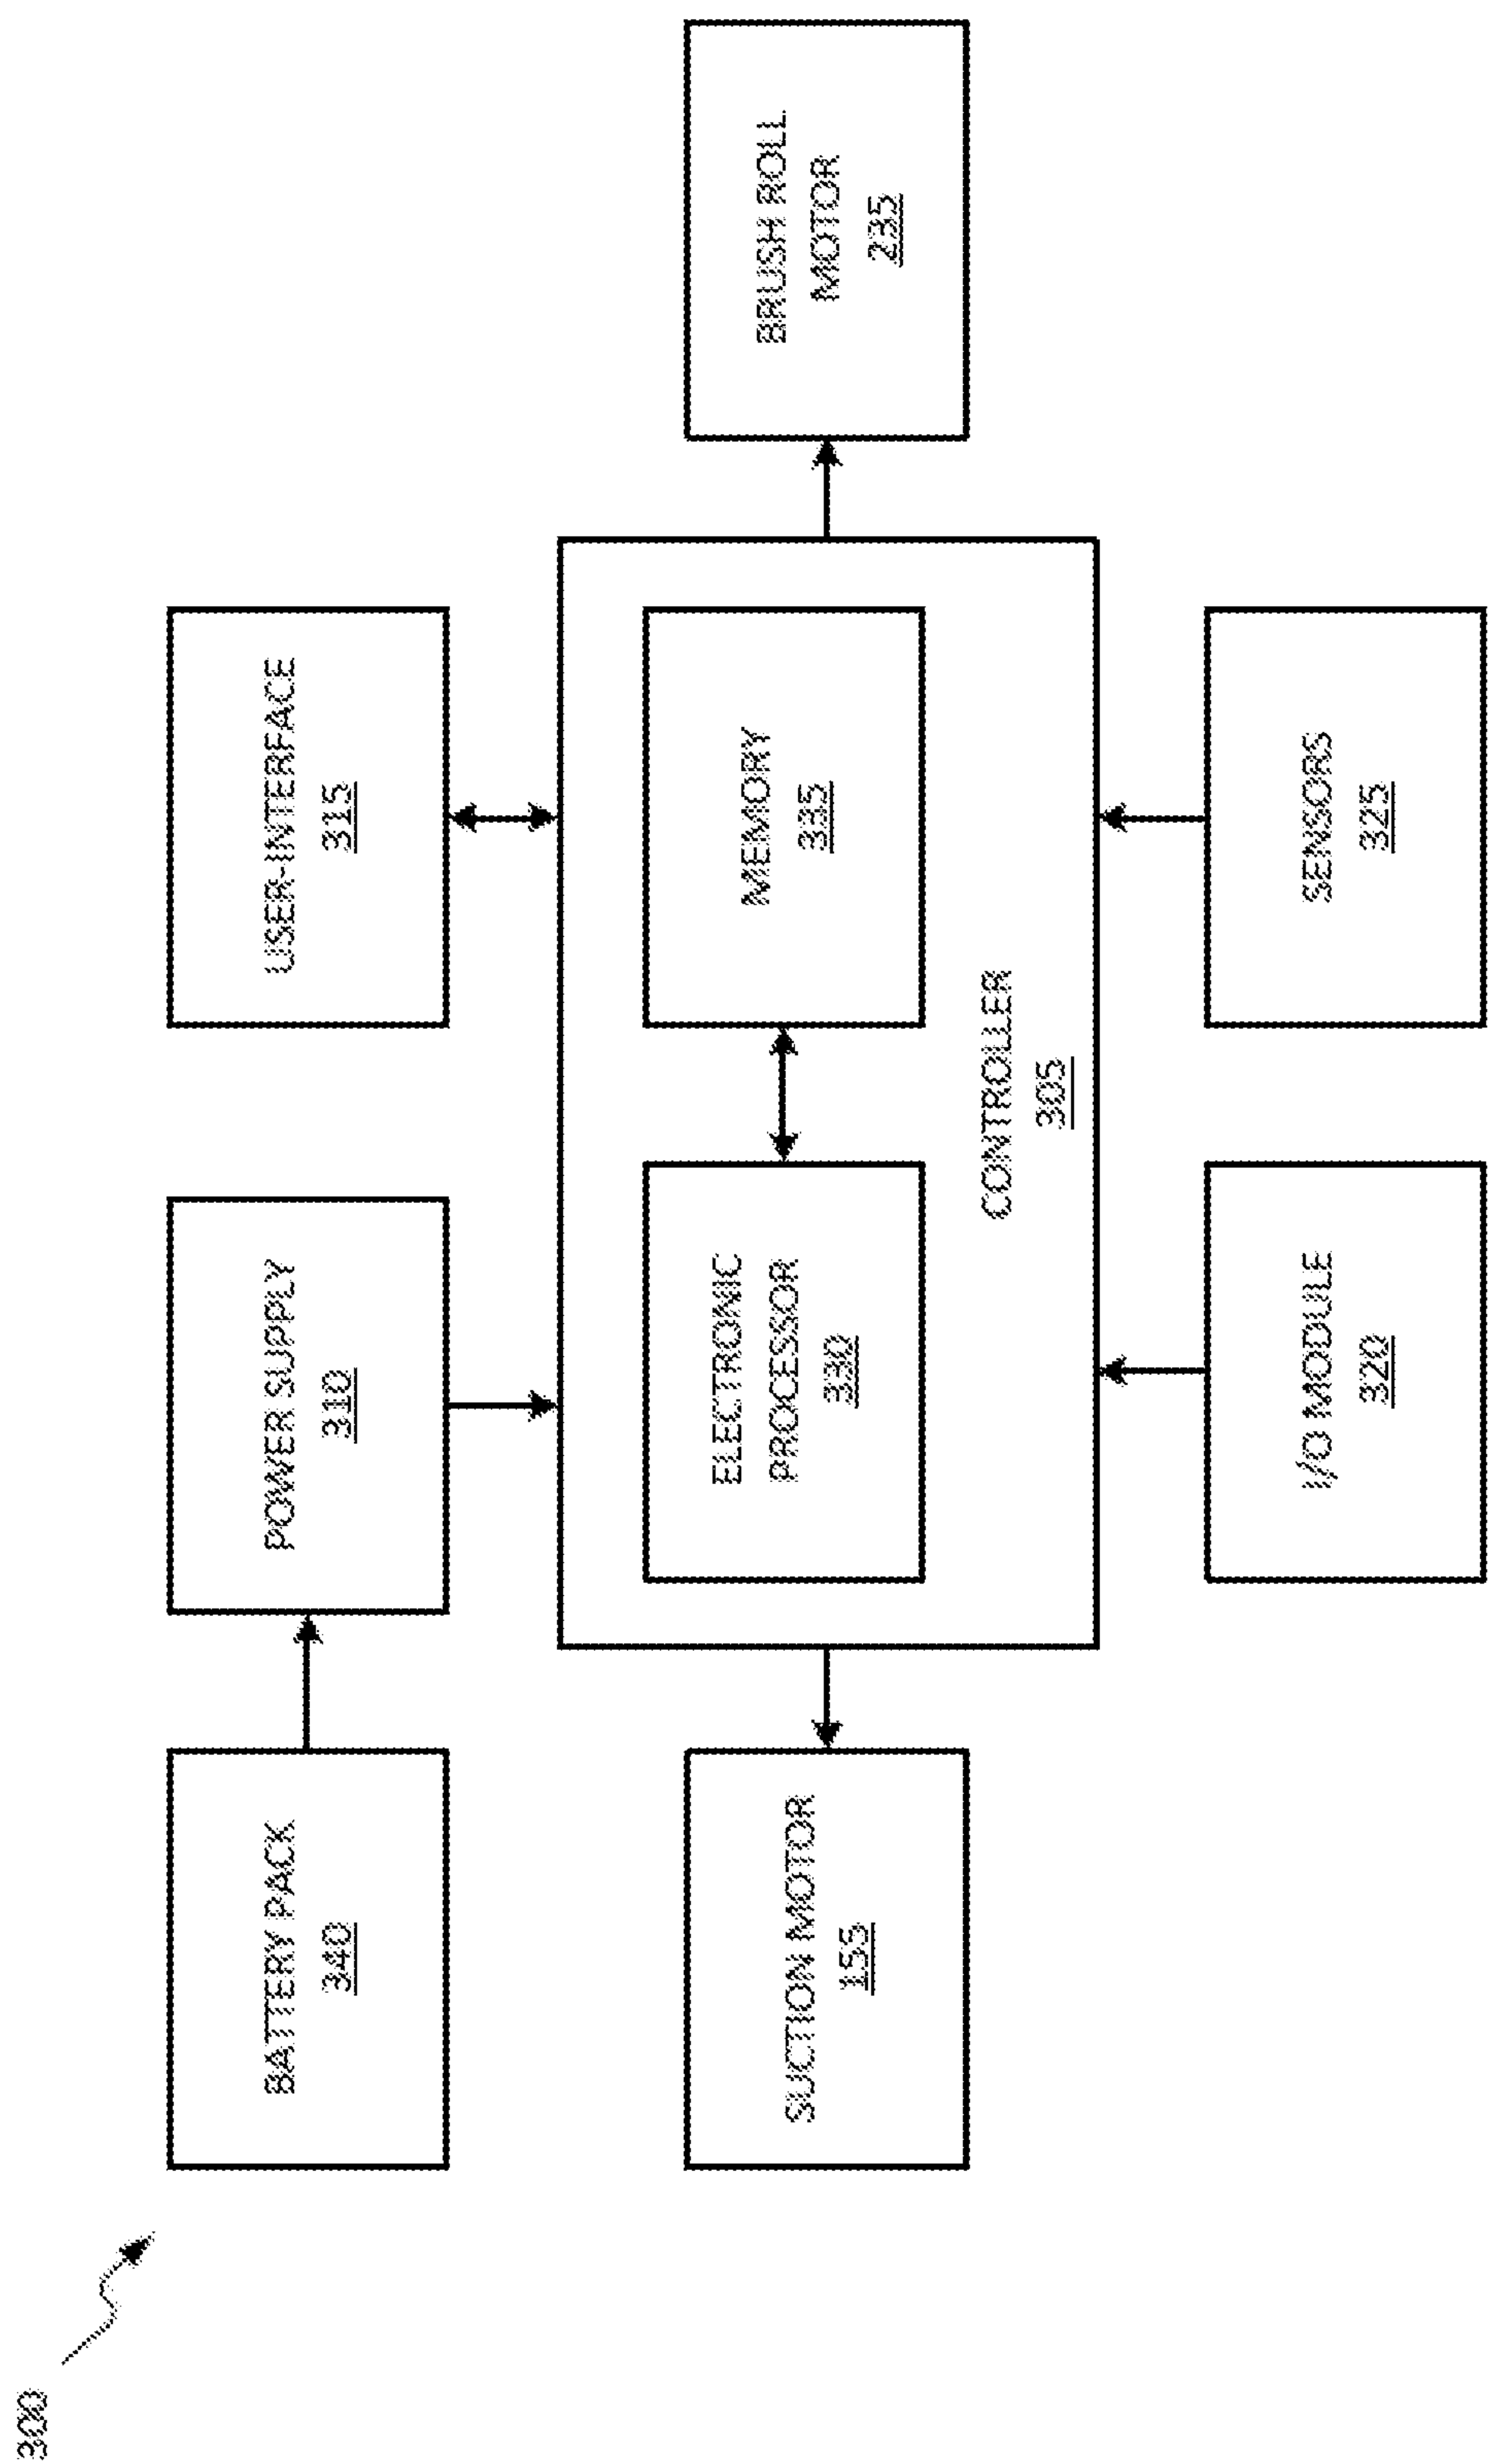 300
BATTERY PACK
340
POWER SUPPLY
310
USER-INTERFACE
315
SUCTION MOTOR
155
ELECTRONIC
PROCESSOR
330
MEMORY
335
CONTROLLER
305
BRUSH ROLL
MOTOR
235
I/O MODULE
320
SENSORS
325